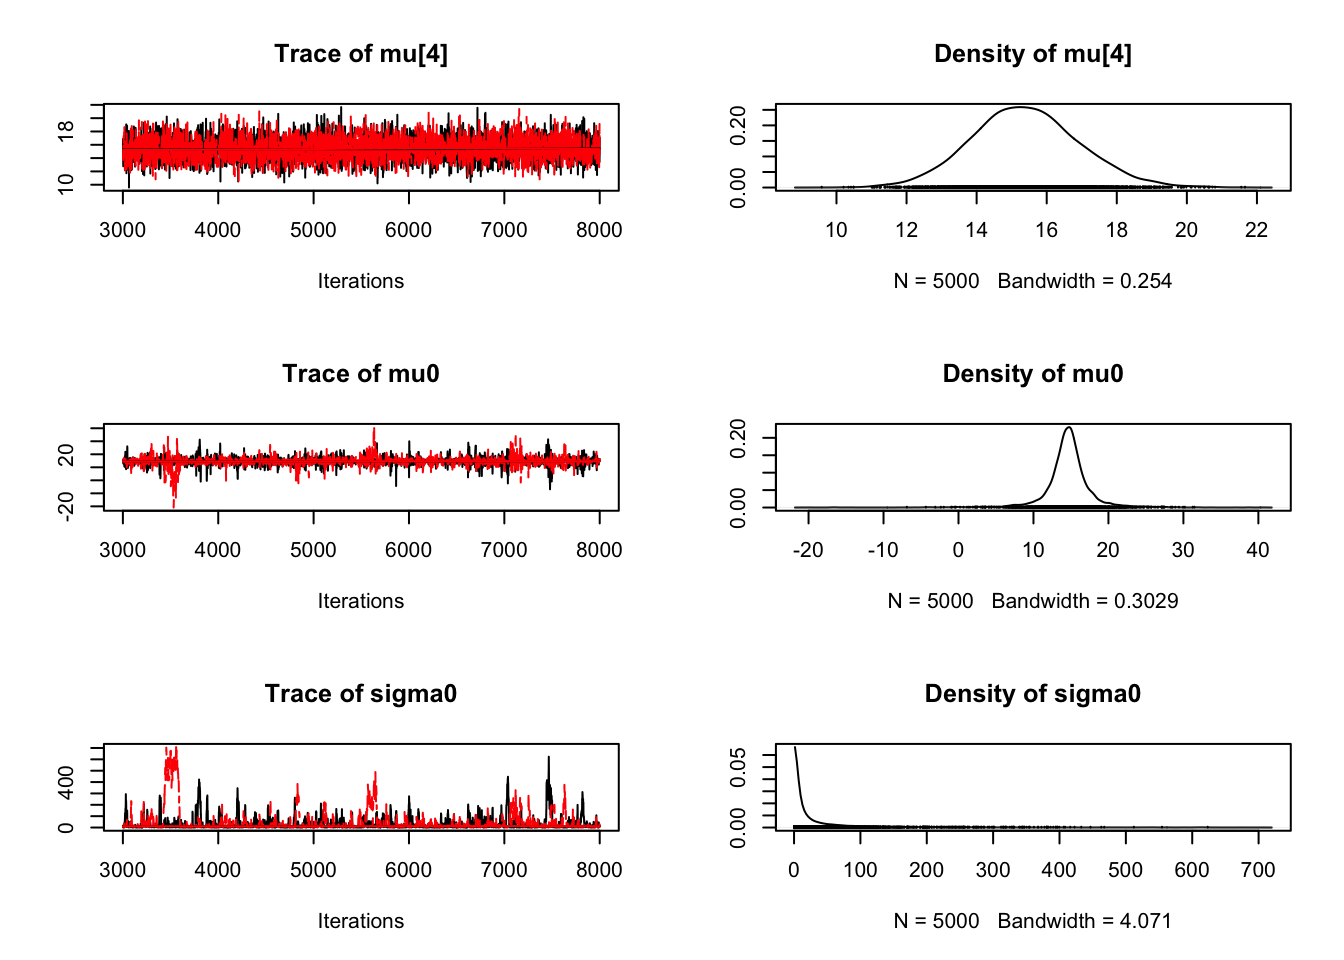 Trace of mu[4]
Density of mu[4]
18
10
3000 4000 5000 6000 7000 8000
Iterations
0.20
0.00
10 12 14 16 18 20 22
N = 5000 Bandwidth = 0.254
Trace of mu0
Density of mu0
20
-20
3000 4000 5000 6000 7000 8000
Iterations
0.20
0.00
-20 -10 0 10 20 30 40
N = 5000 Bandwidth = 0.3029
Trace of sigma0
Density of sigma0
400
0
3000 4000 5000 6000 7000 8000
Iterations
0.05
0.00
0 100 200 300 400 500 600 700
N = 5000 Bandwidth = 4.071